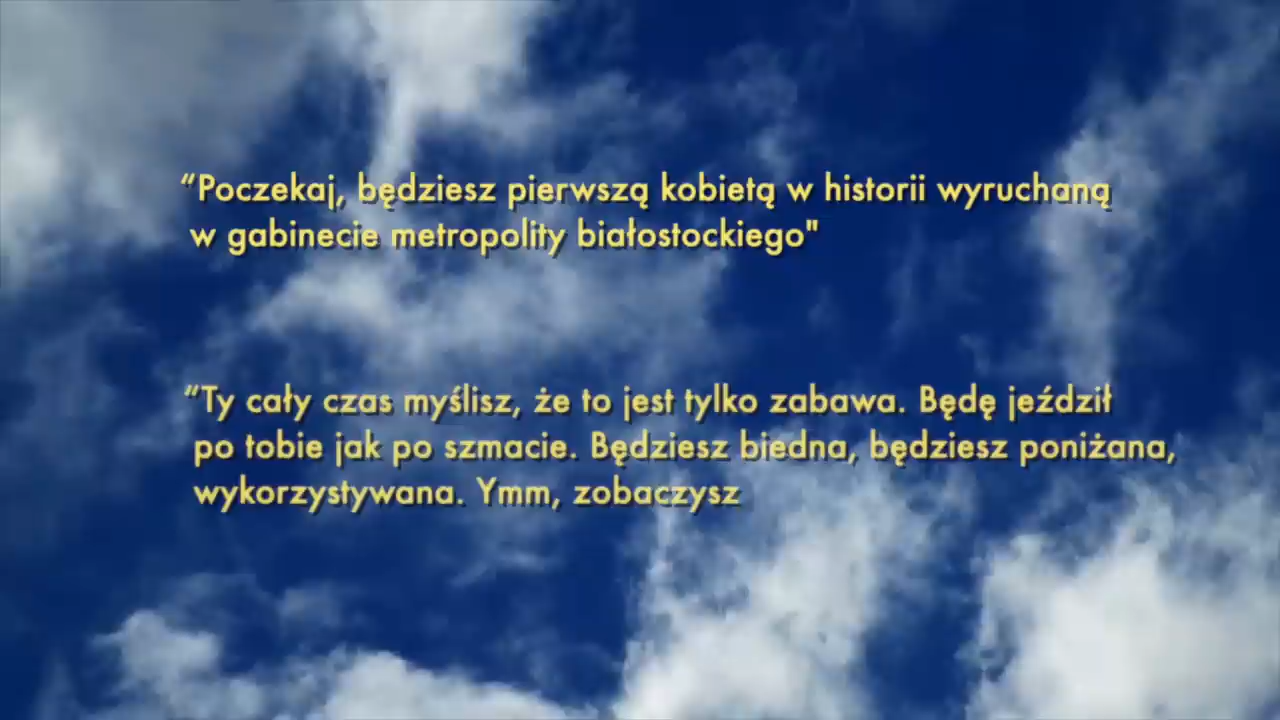 “Poczekaj, będziesz pierwszą kobietą w historii wyruchaną
w gabinecie metropolity białostockiego"
“Ty cały czas myślisz, że to jest tylko zabawa. Będę jeździł
po tobie jak po szmacie. Będziesz biedna, będziesz poniżana,
wykorzystywana. Ymm, zobaczysz